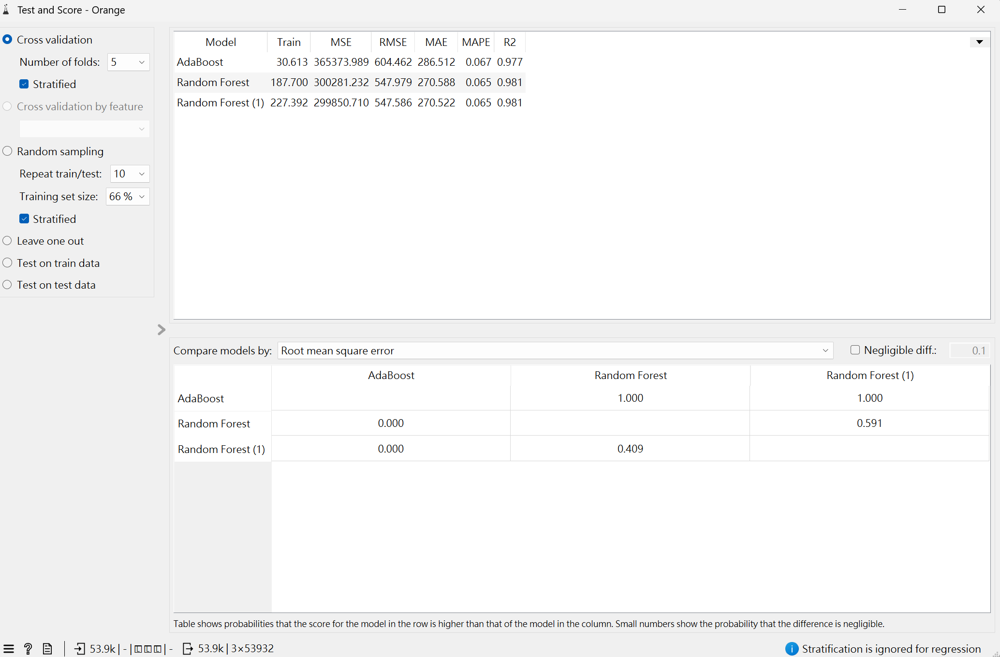 Test and Score - Orange
Cross validation
Number of folds: 5
Stratified
Cross validation by feature
Random sampling
Repeat train/test: 10
Training set size: 66 %
Stratified
Leave one out
Test on train data
Test on test data
Model Train MSE RMSE MAE MAPE R2
AdaBoost 30.613 365373.989 604.462 286.512 0.067 0.977
Random Forest 187.700 300281.232 547.979 270.588 0.065 0.981
Random Forest (1) 227.392 299850.710 547.586 270.522 0.065 0.981
>
Compare models by: Root mean square error Negligible diff.: 0.1
AdaBoost Random Forest Random Forest (1)
AdaBoost 1.000 1.000
Random Forest 0.000 0.591
Random Forest (1) 0.000 0.409
Table shows probabilities that the score for the model in the row is higher than that of the model in the column. Small numbers show the probability that the difference is negligible.
? 53.9k | - | | - 53.9k | 3×53932
Stratification is ignored for regression